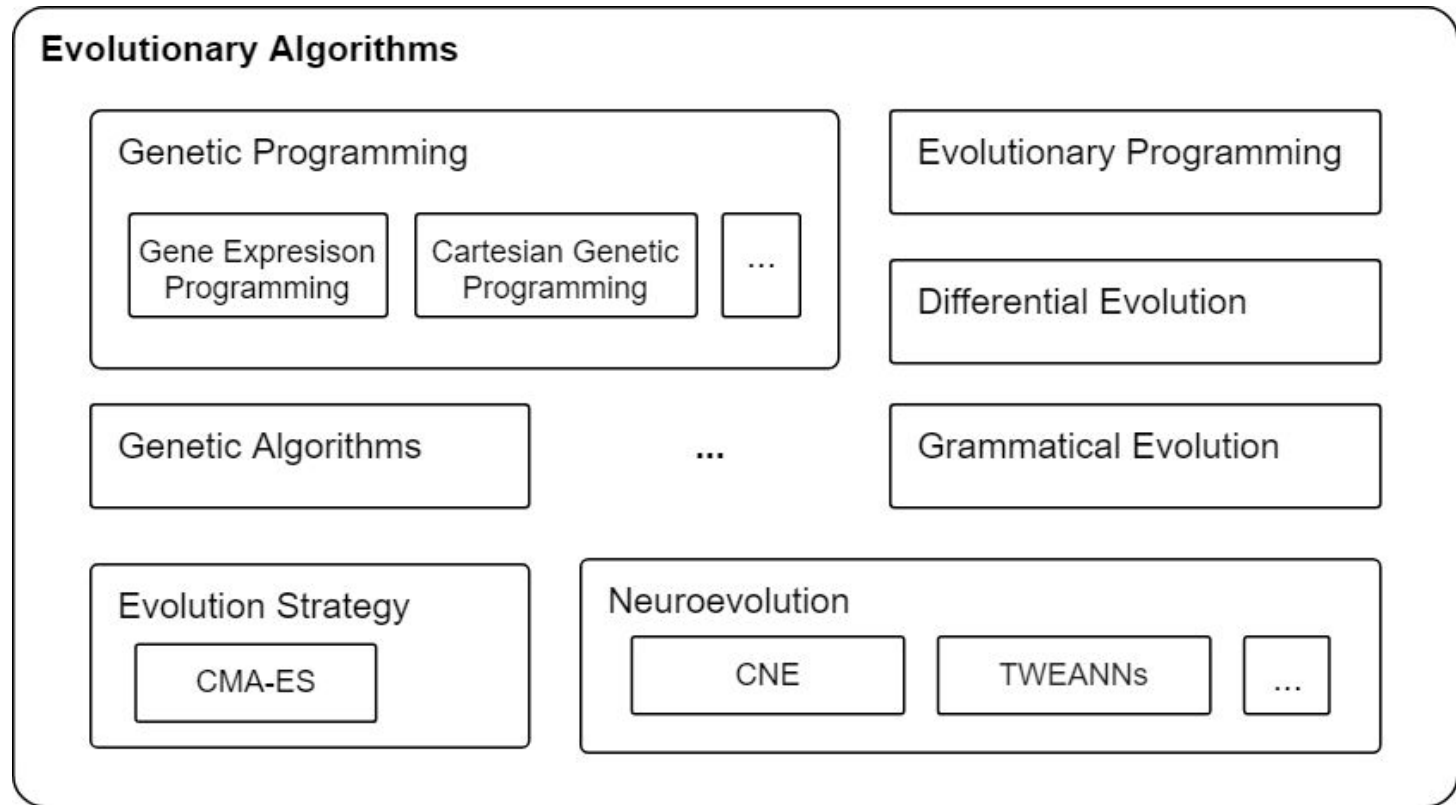 Evolutionary Algorithms
Genetic Programming
Gene Expresison
Programming
Cartesian Genetic
Programming
...
Evolutionary Programming
Differential Evolution
Genetic Algorithms
...
Grammatical Evolution
Evolution Strategy
CMA-ES
Neuroevolution
CNE
TWEANNs
...